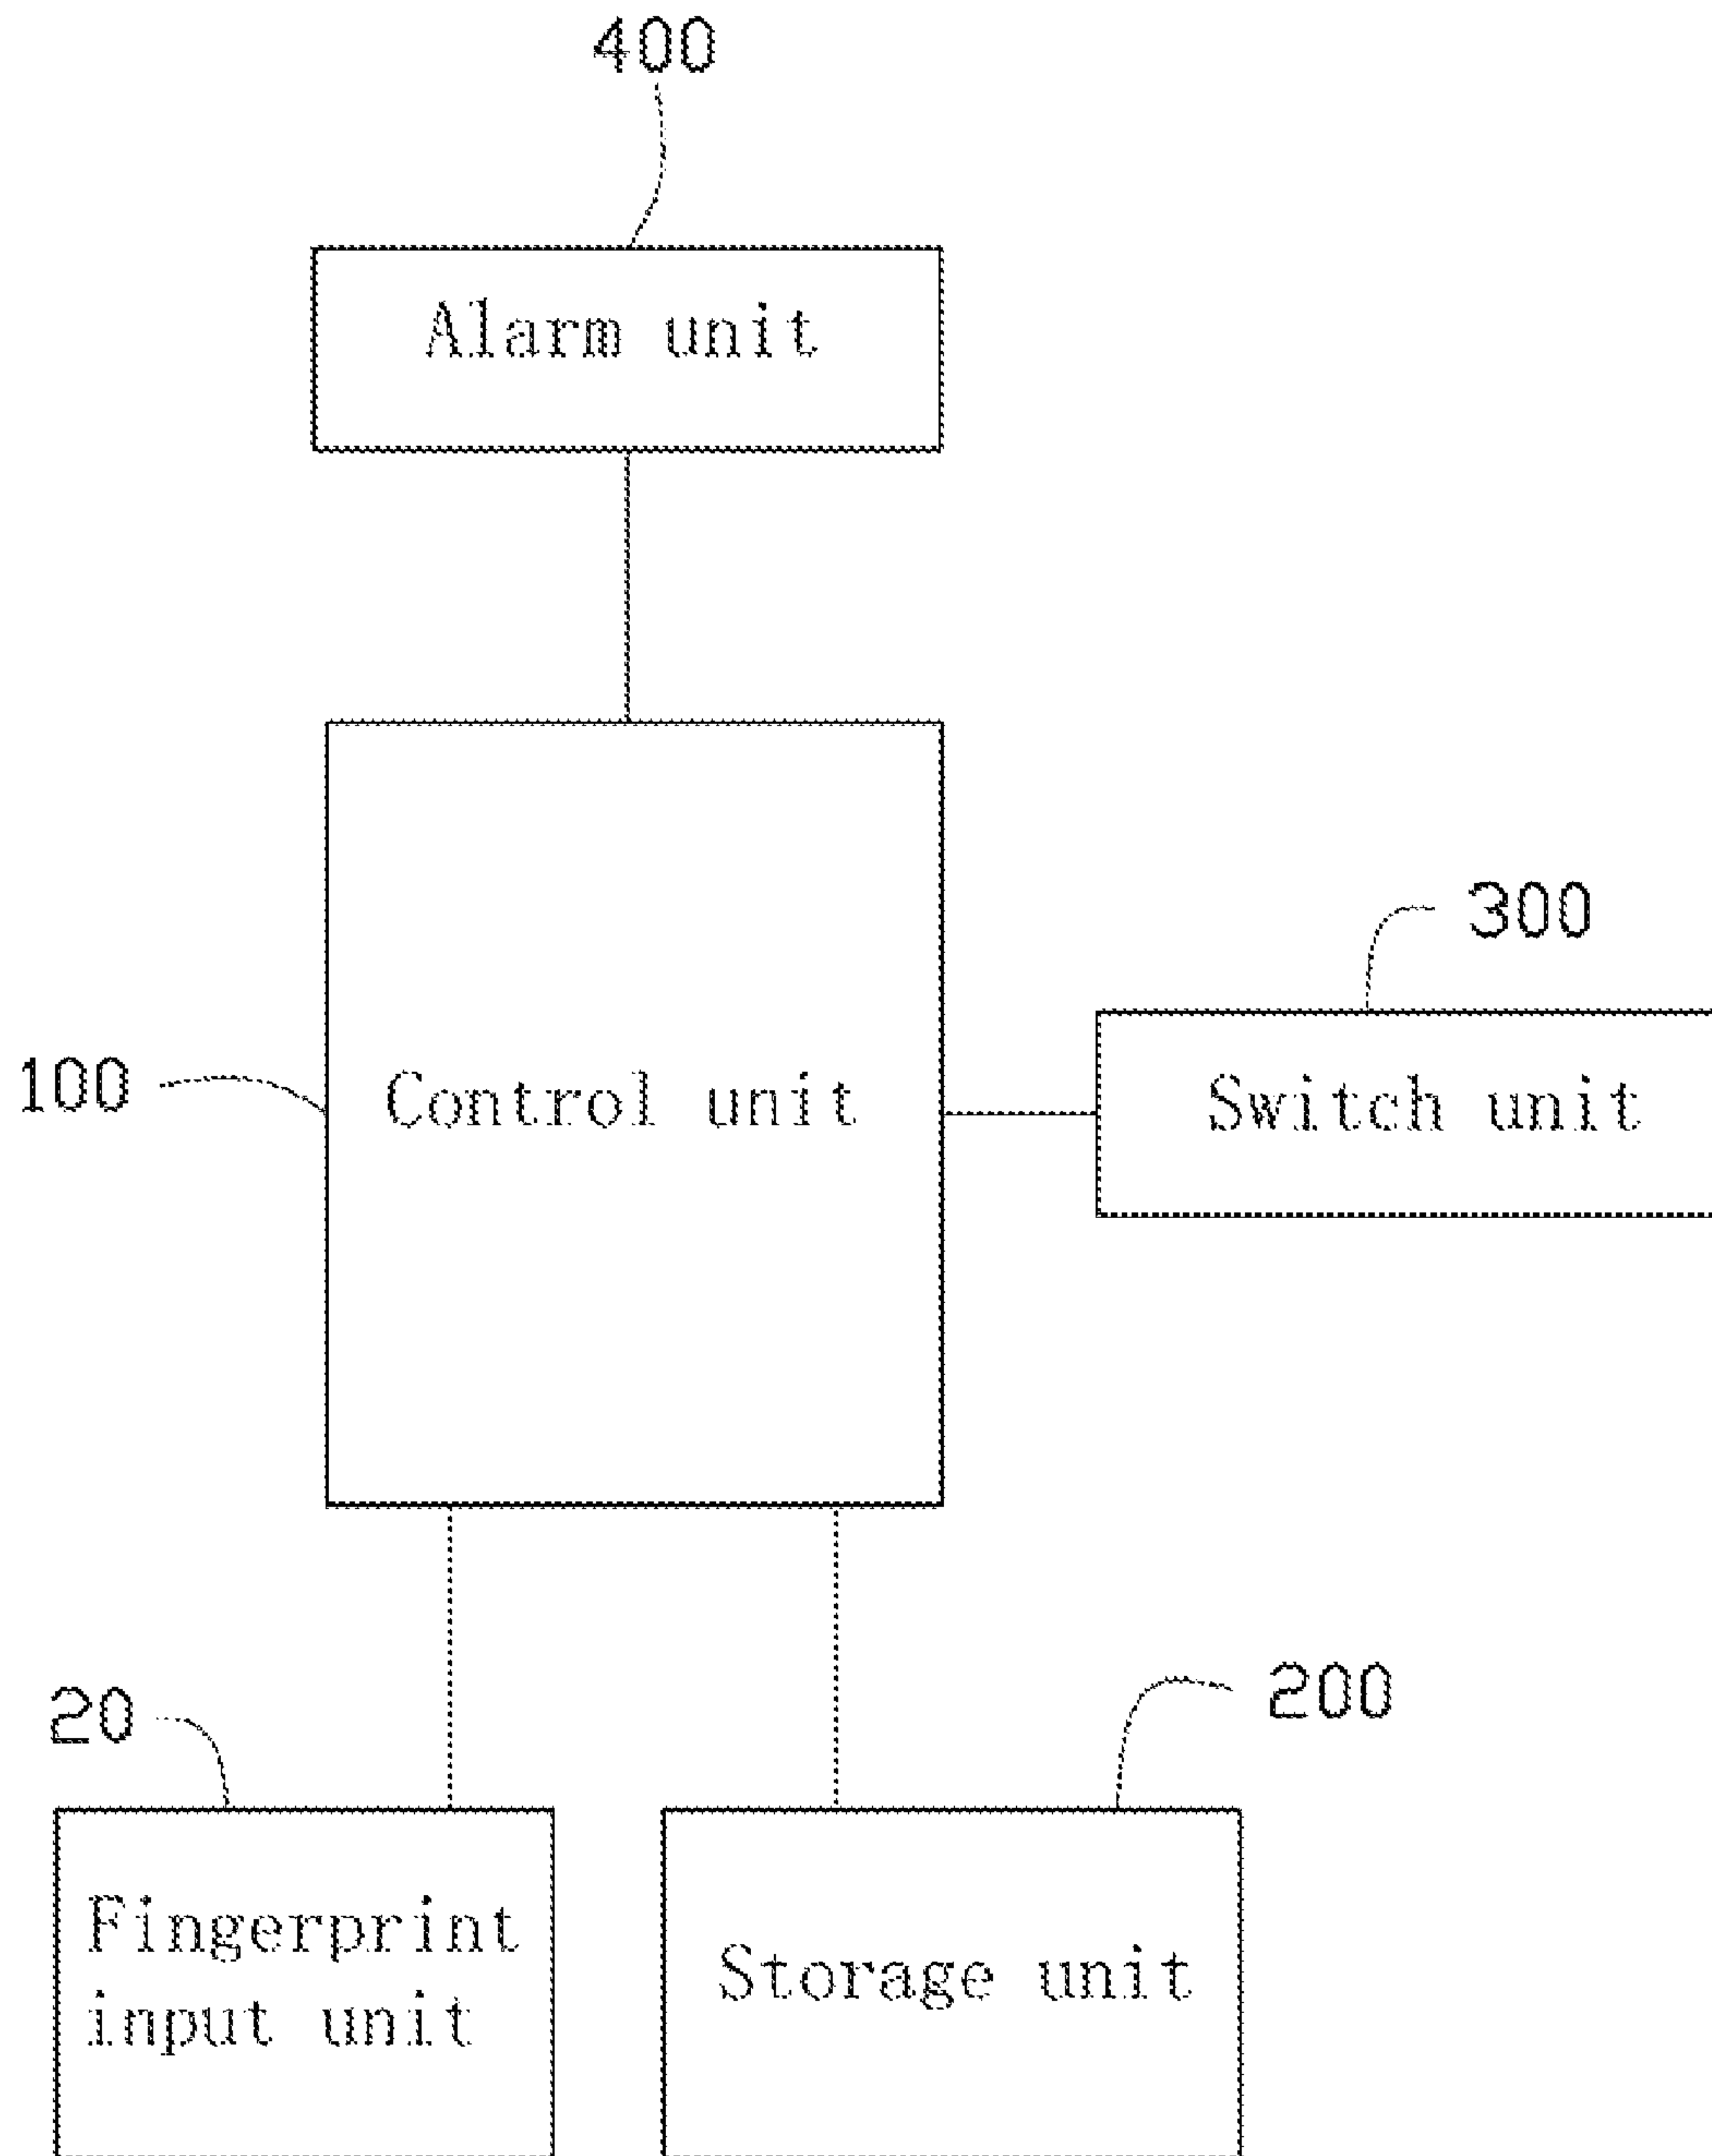 400
Alarm unit
300
100
Control unit
Switch unit
20
200
Fingerprint
input unit
Storage unit